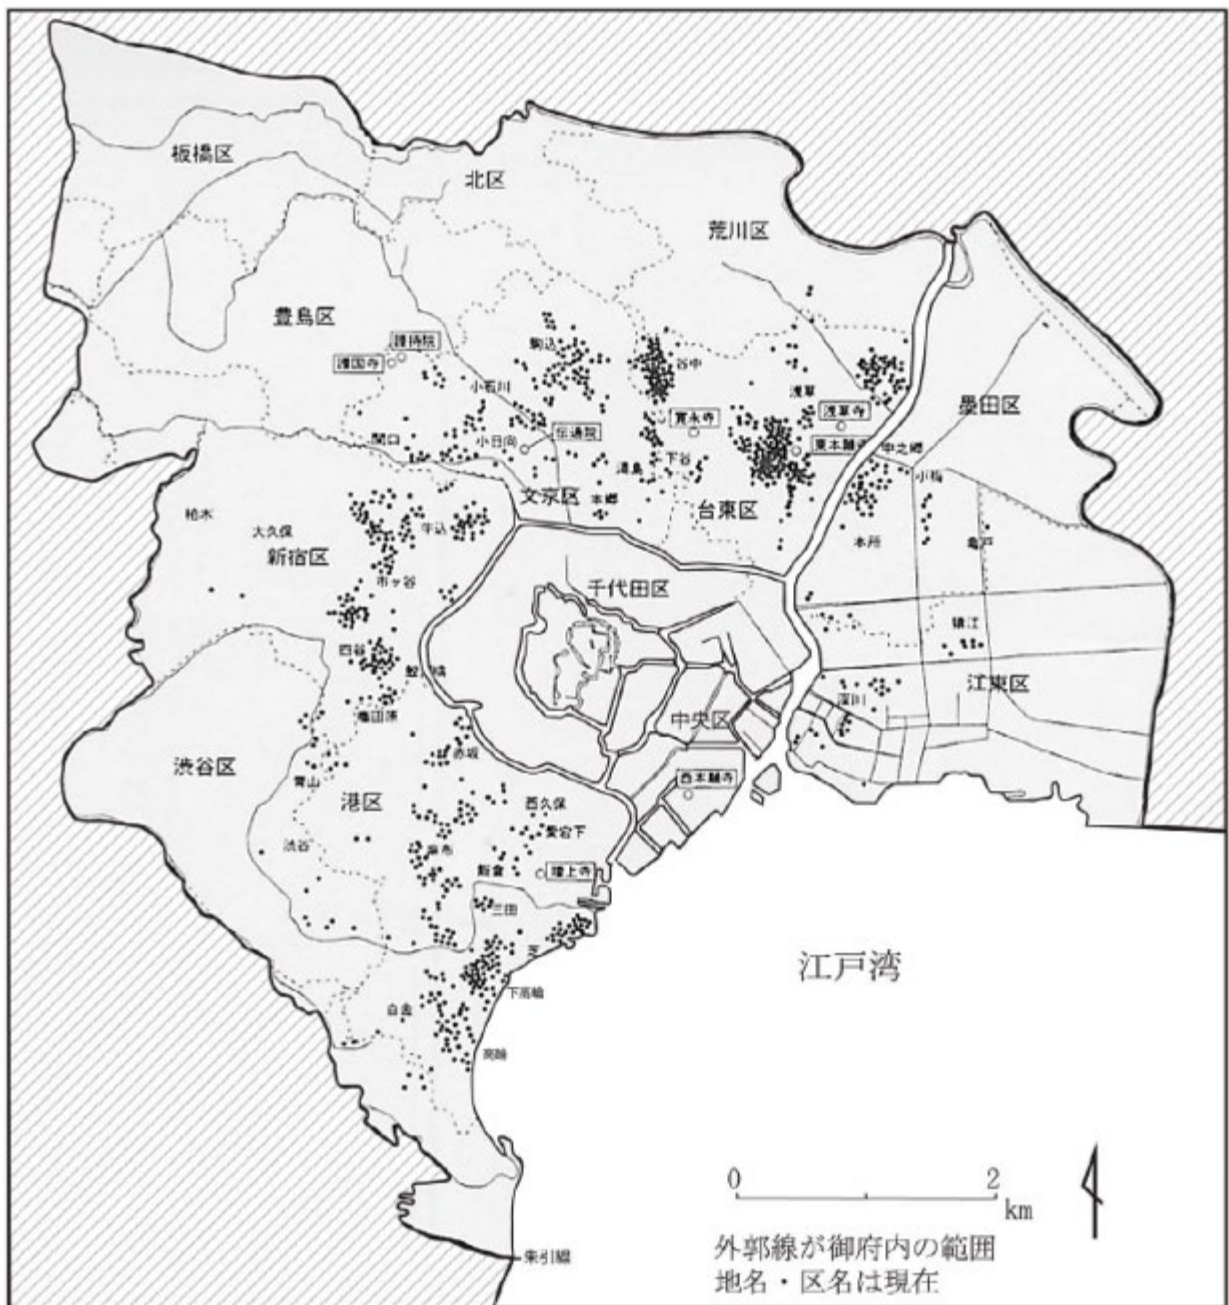 板橋区
北区
荒川区
豊島区
護持院
護国寺
駒込
谷中
小石川
浅草
浅草寺
墨田区
寛永寺
関口
小日向
伝通院
東本願寺
中之郷
湯島
下谷
小梅
文京区
本郷
台東区
柏木
大久保
牛込
新宿区
本所
亀戸
市ヶ谷
千代田区
猿江
四谷
江東区
深川
中央区
赤坂
渋谷区
青山
西本願寺
港区
西久保
愛宕下
渋谷
麻布
飯倉
増上寺
三田
芝
江戸湾
下高輪
白金
高輪
0 2
km
外郭線が御府内の範囲
地名・区名は現在
朱引線